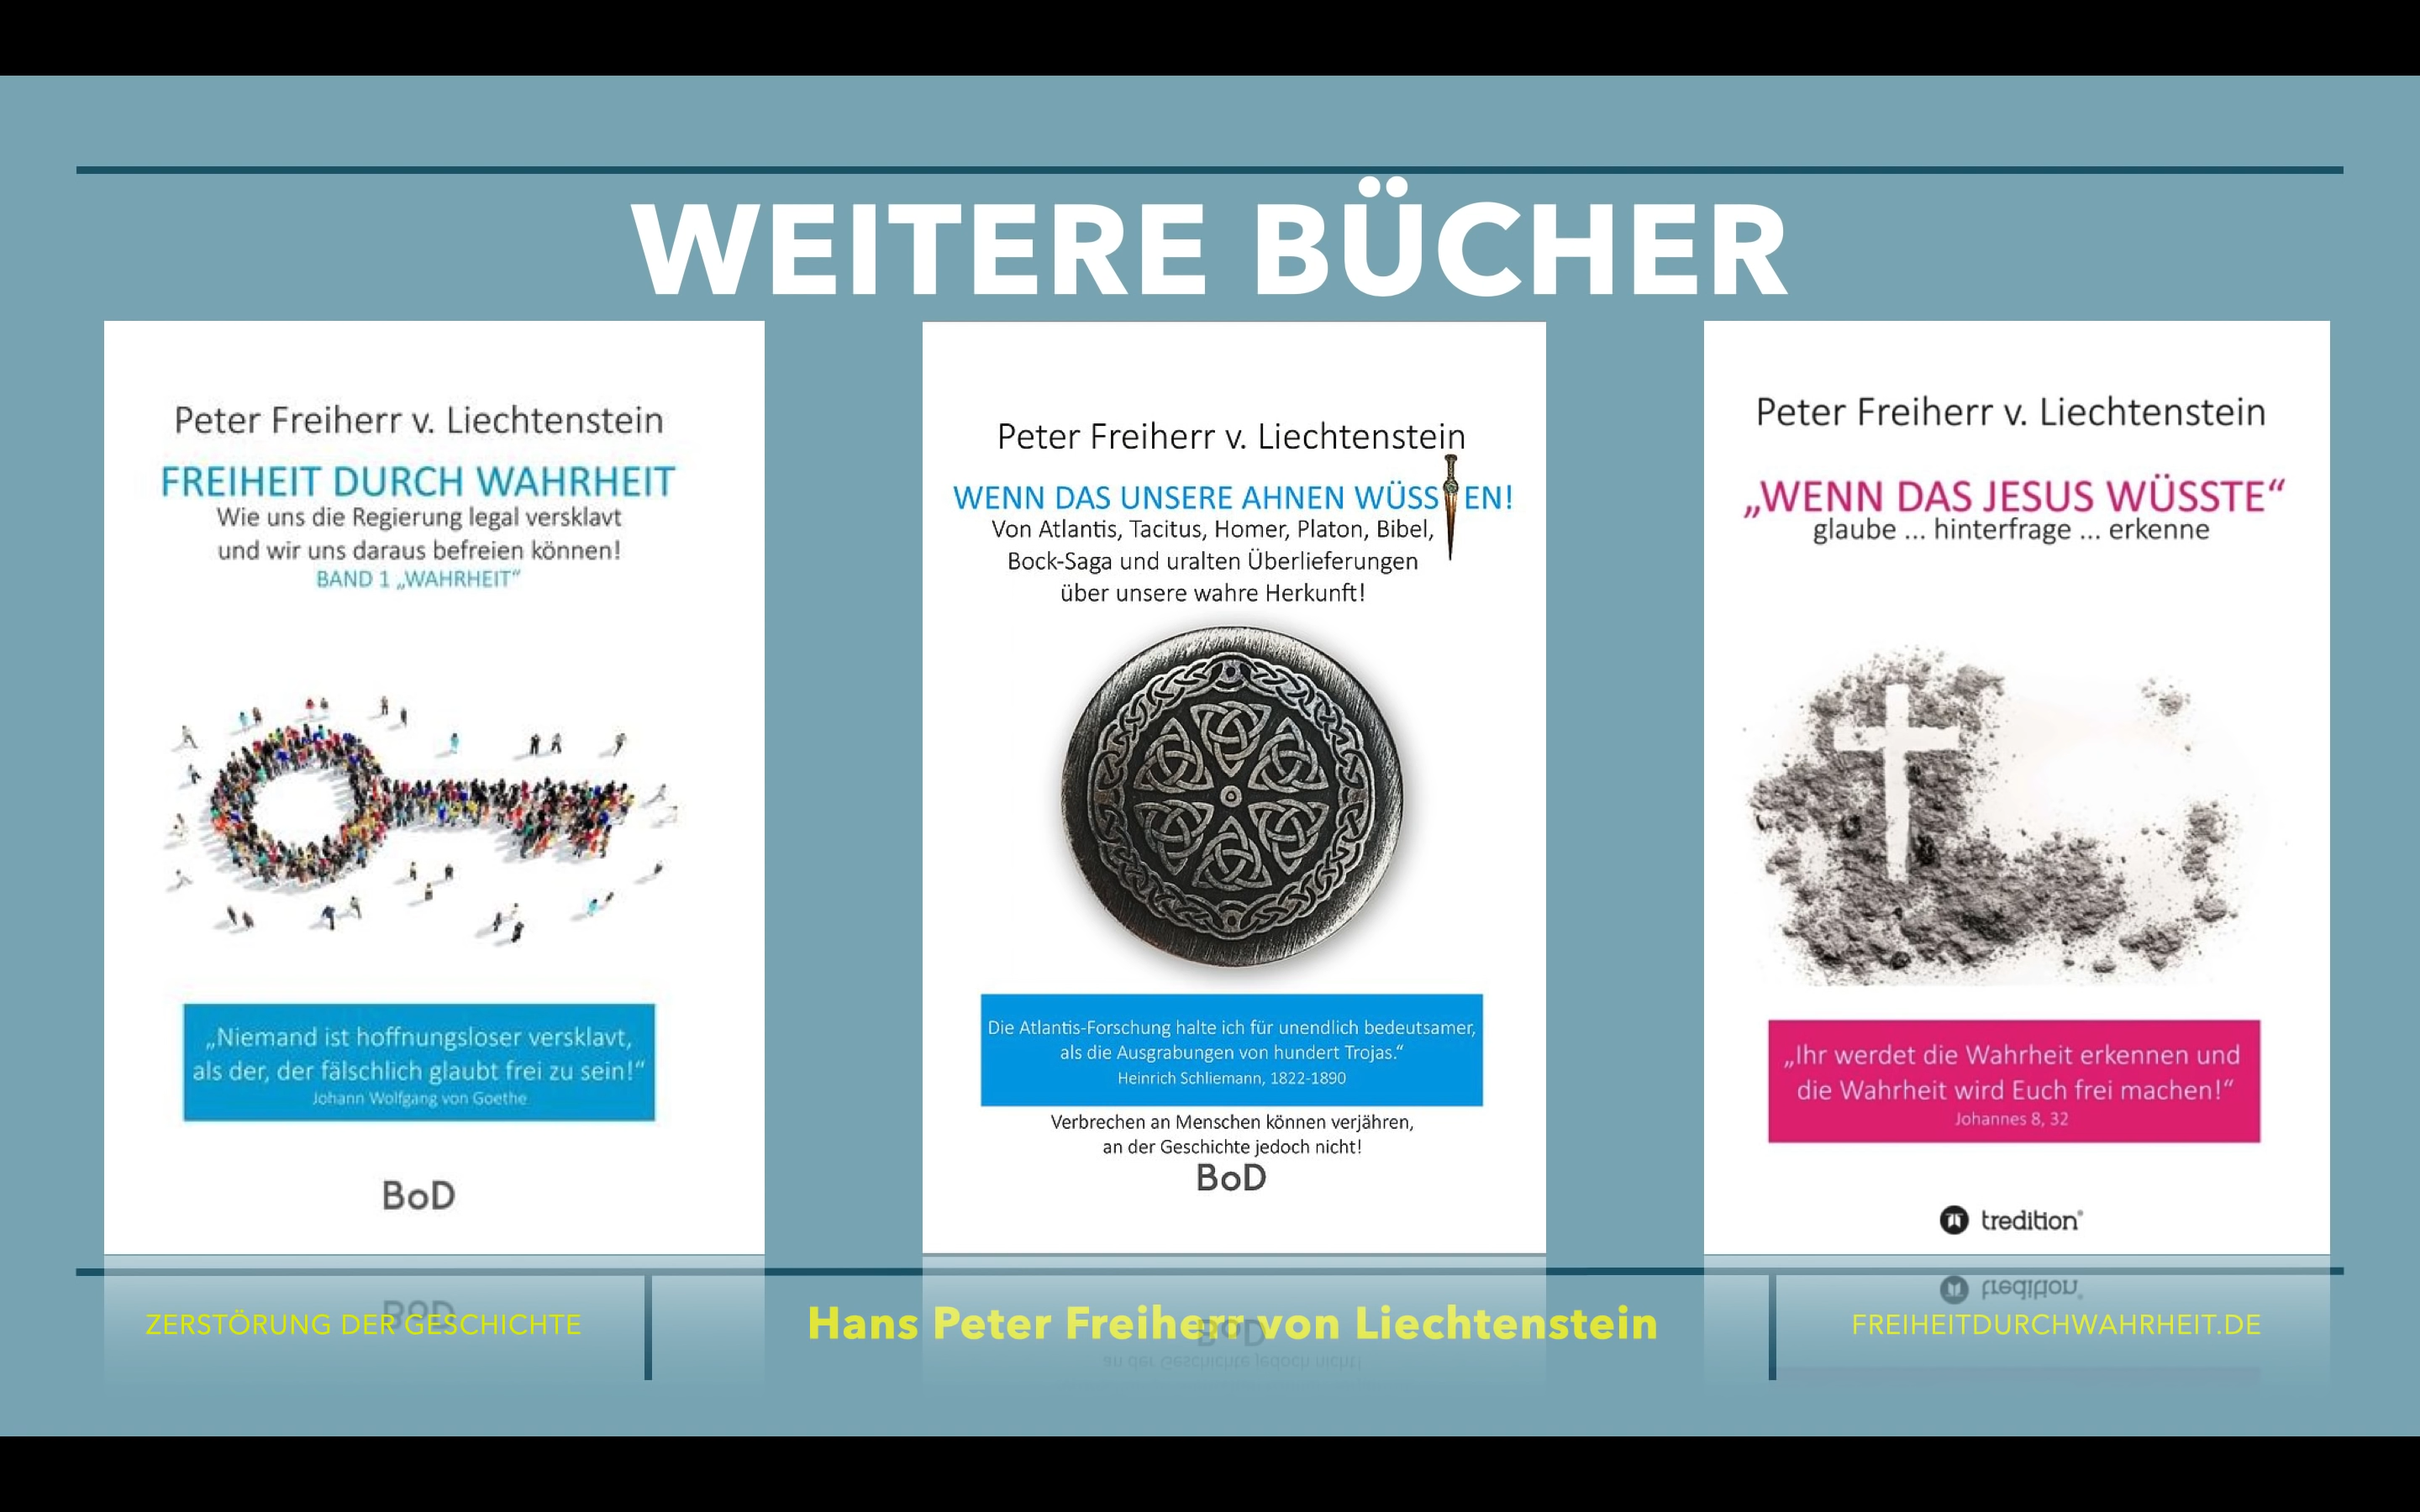 WEITERE BÜCHER
Peter Freiherr v. Liechtenstein
FREIHEIT DURCH WAHRHEIT
Wie uns die Regierung legal versklavt
und wir uns daraus befreien können!
BAND 1 „WAHRHEIT“
„Niemand ist hoffnungsloser versklavt,
als der, der fälschlich glaubt frei zu sein!“
Johann Wolfgang von Goethe
BoD
Peter Freiherr v. Liechtenstein
WENN DAS UNSERE AHNEN WÜSSTEN!
Von Atlantis, Tacitus, Homer, Platon, Bibel,
Bock-Saga und uralten Überlieferungen
über unsere wahre Herkunft!
Die Atlantis-Forschung halte ich für unendlich bedeutsamer,
als die Ausgrabungen von hundert Trojas.“
Heinrich Schliemann, 1822-1890
Verbrechen an Menschen können verjähren,
an der Geschichte jedoch nicht!
BoD
Peter Freiherr v. Liechtenstein
„WENN DAS JESUS WÜSSTE“
glaube ... hinterfrage ... erkenne
„Ihr werdet die Wahrheit erkennen und
die Wahrheit wird Euch frei machen!“
Johannes 8, 32
tredition®
ZERSTÖRUNG DER GESCHICHTE
Hans Peter Freiherr von Liechtenstein
FREIHEITDURCHWAHRHEIT.DE